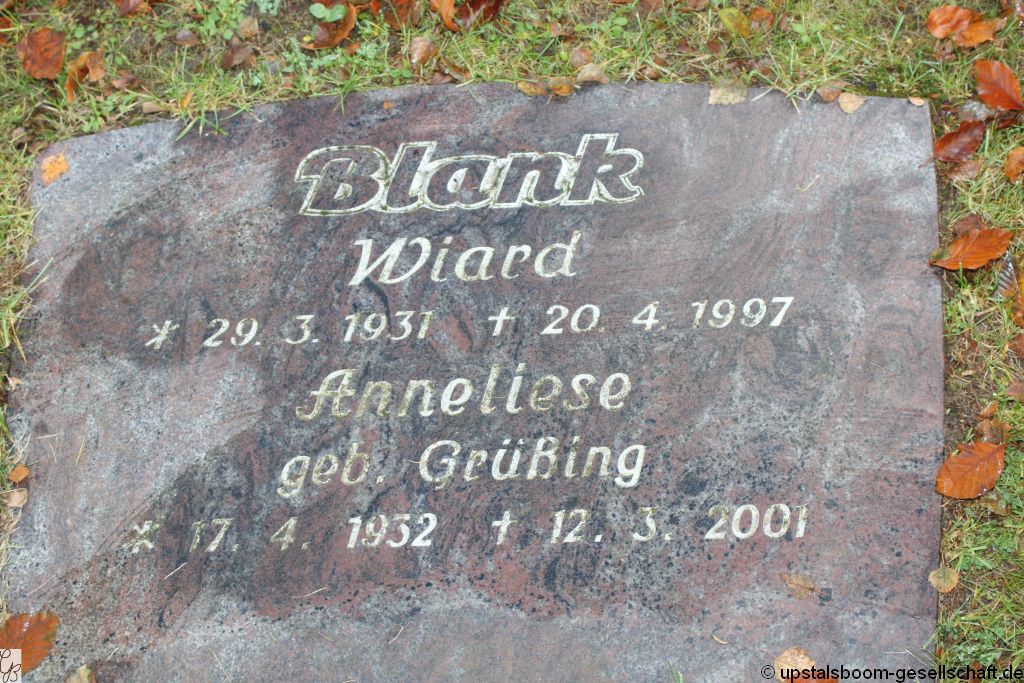 Blank
Wiard
* 29. 3. 1931 † 20. 4. 1997
Anneliese
geb. Grüßing
* 17. 4. 1932 † 12. 3. 2001
© upstalsboom-gesellschaft.de